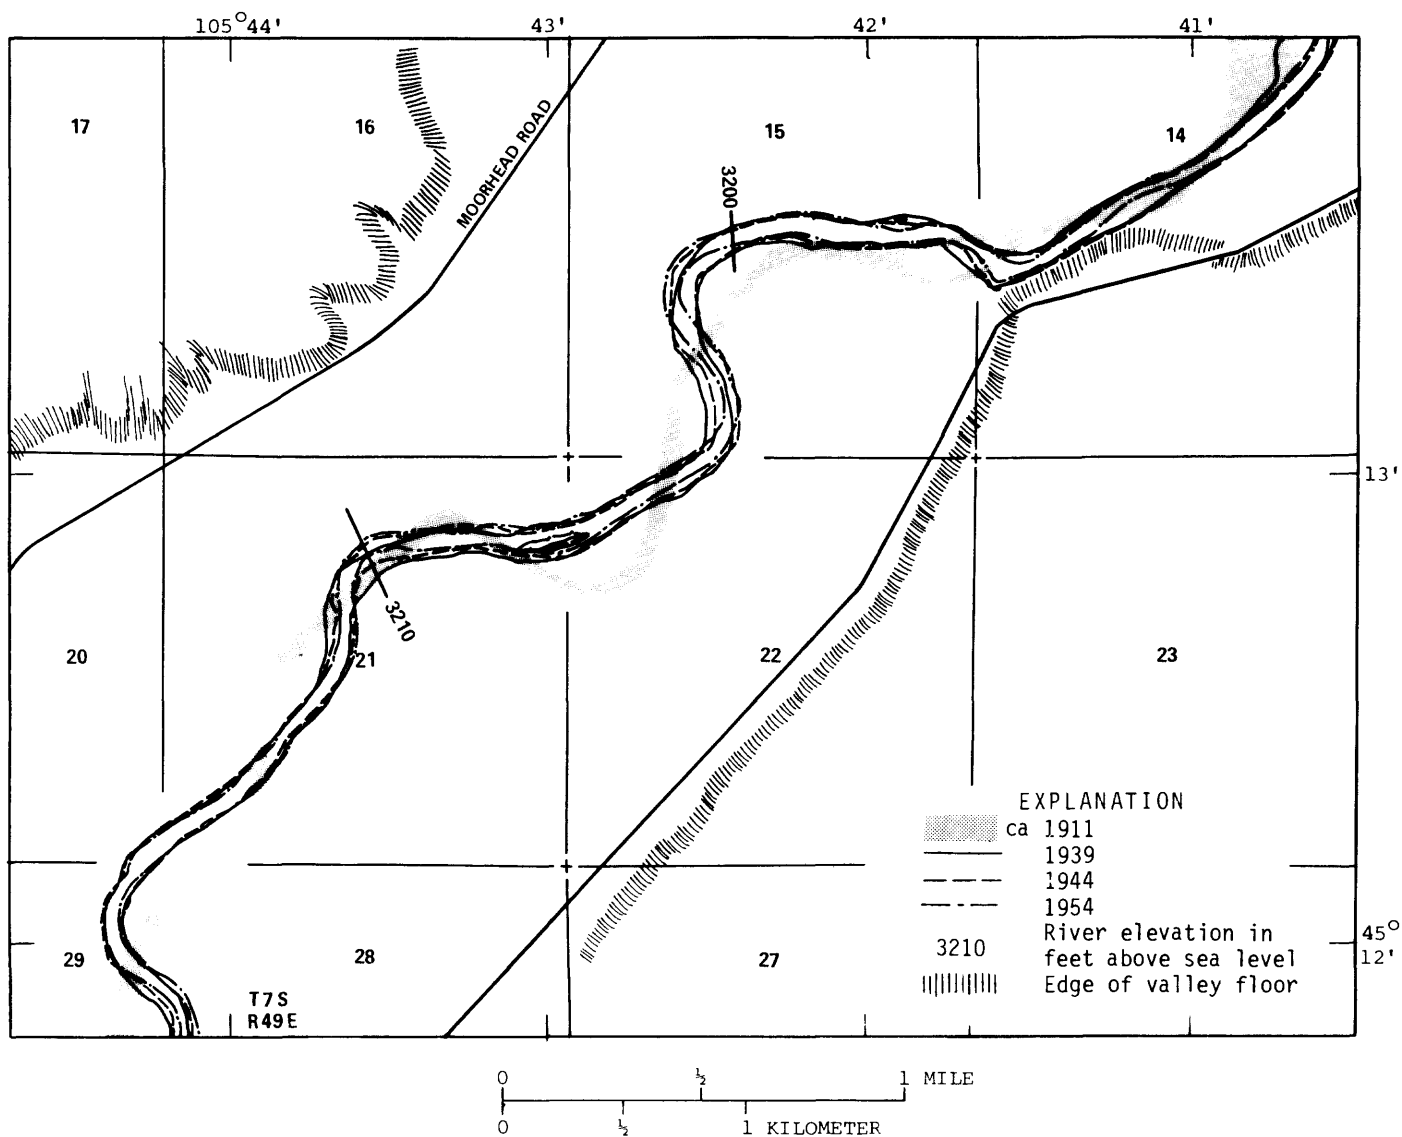 105° 44' 43' 42' 41'
17 16 15 14
MOORHEAD ROAD
3200
13'
3210
20 21 22 23
EXPLANATION
ca 1911
1939
1944
1954
3210 River elevation in
feet above sea level
Edge of valley floor
45°
12'
29 28 27
T7S
R49E
0 ½ 1 MILE
0 ½ 1 KILOMETER